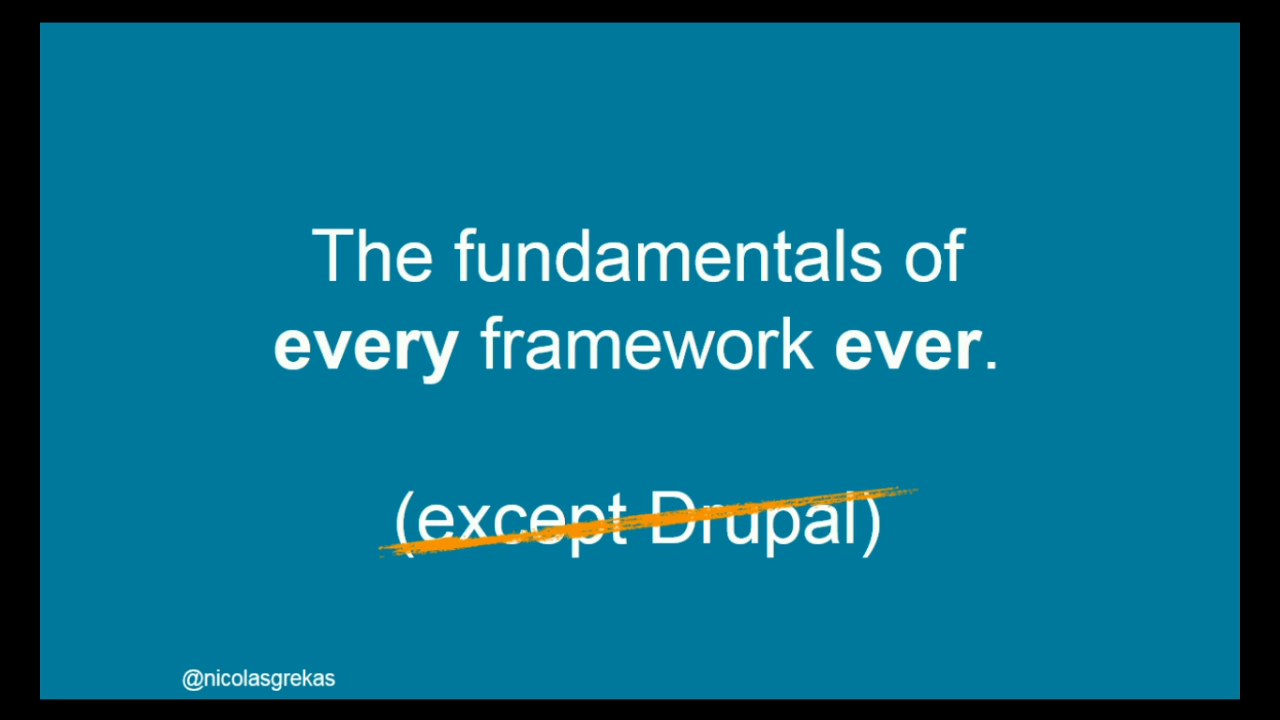 The fundamentals of
every framework ever.
(except Drupal)
@nicolasgrekas